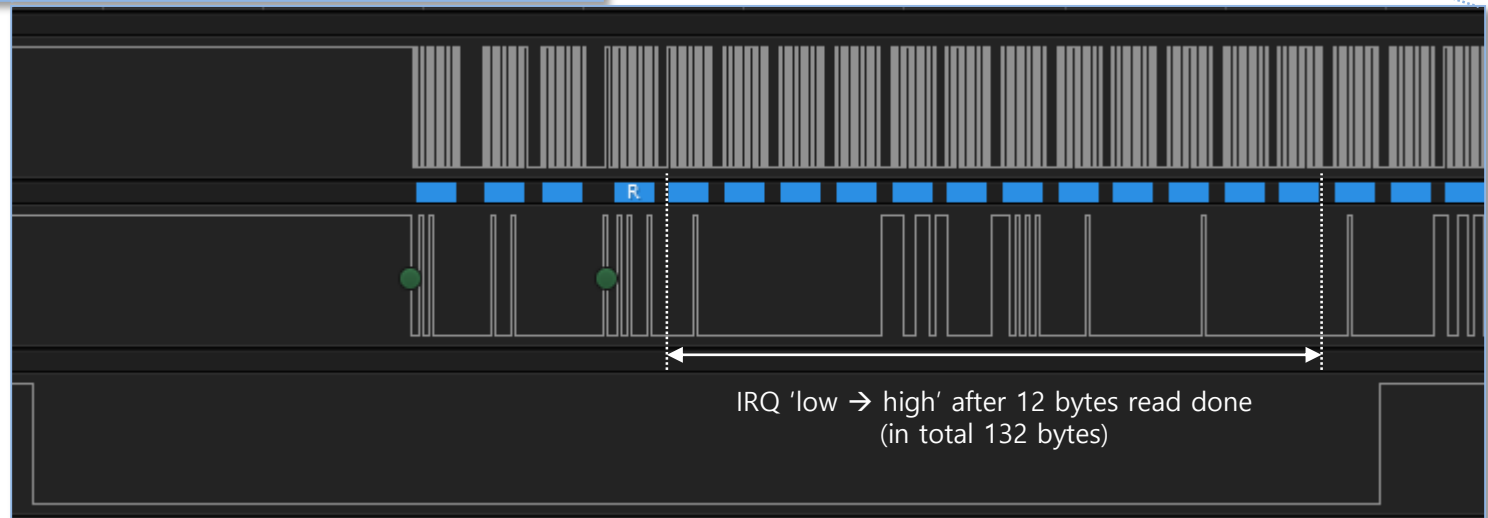 R
IRQ ‘low → high’ after 12 bytes read done
(in total 132 bytes)